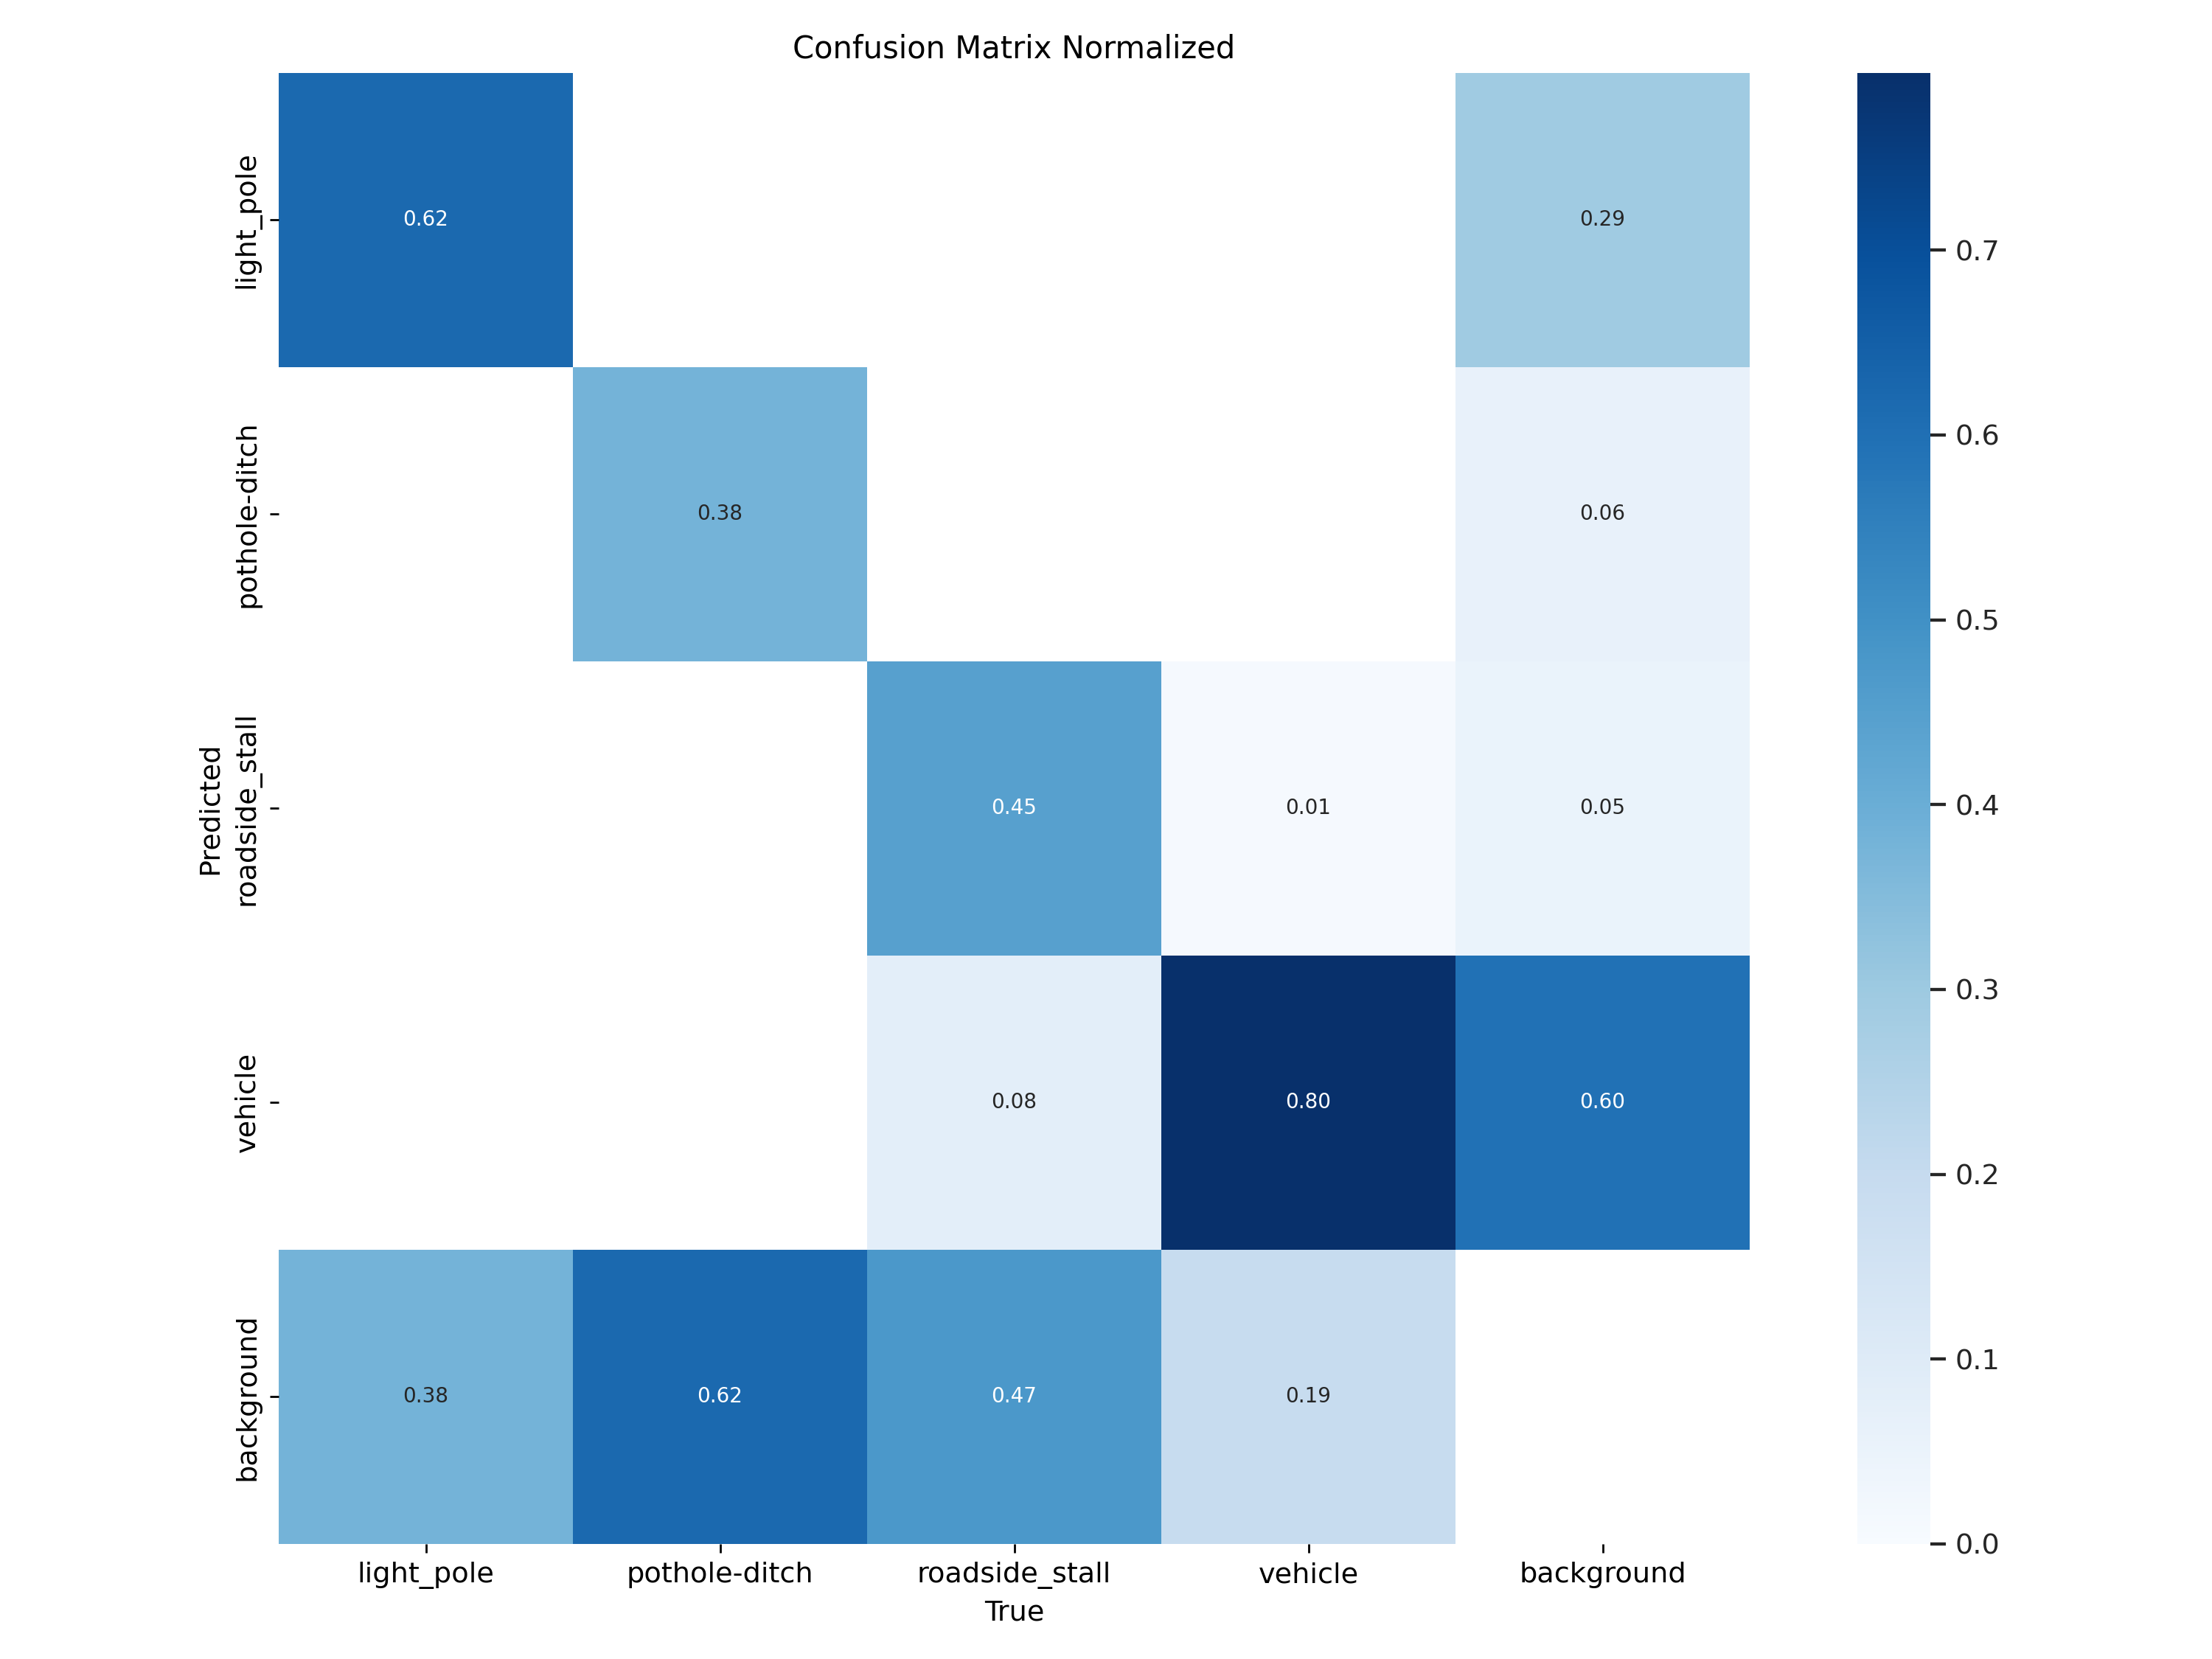 Confusion Matrix Normalized
light_pole
0.62
0.29
pothole-ditch
0.38
0.06
Predicted
roadside_stall
0.45
0.01
0.05
vehicle
0.08
0.80
0.60
background
0.38
0.62
0.47
0.19
light_pole
pothole-ditch
roadside_stall
vehicle
background
True
0.7
0.6
0.5
0.4
0.3
0.2
0.1
0.0